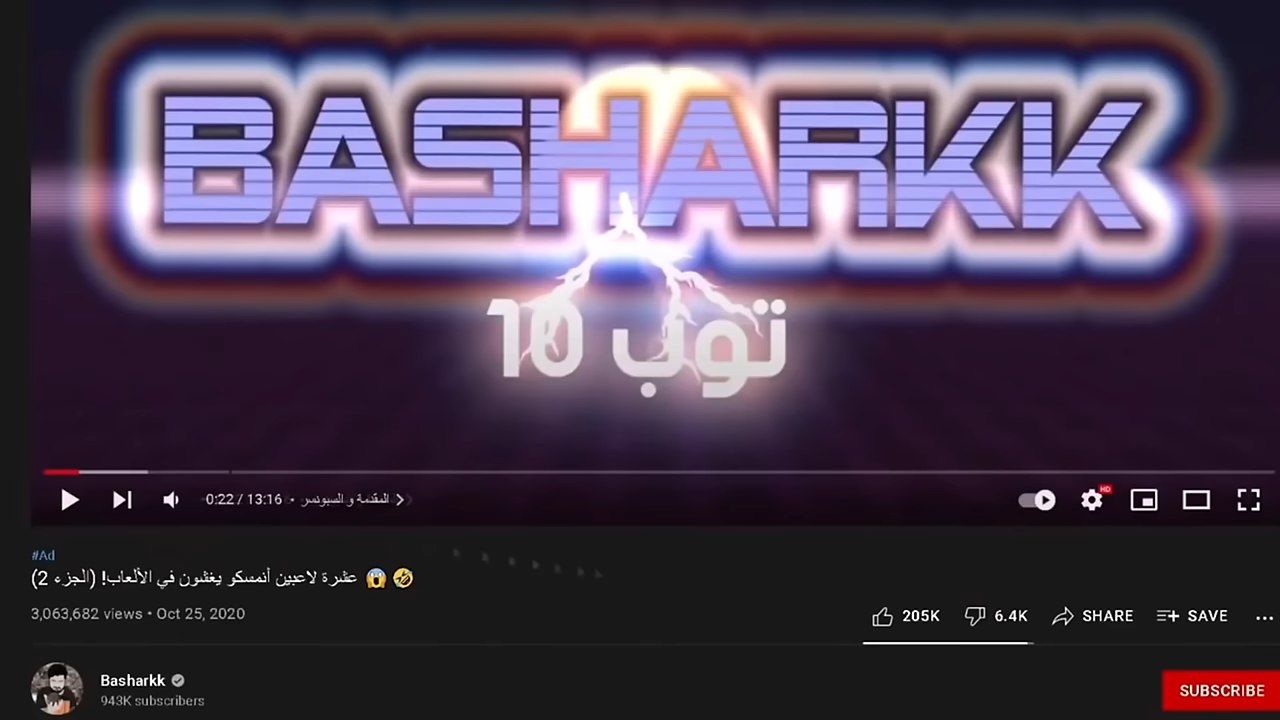 BASHARKK
توب 10
0:22 / 13:16 • المقدمة و السبونسر
HD
#Ad
عشرة لاعبين أنمسكو يغشون في الألعاب! (الجزء 2)
3,063,682 views • Oct 25, 2020
205K 6.4K SHARE SAVE
Basharkk
943K subscribers
SUBSCRIBE